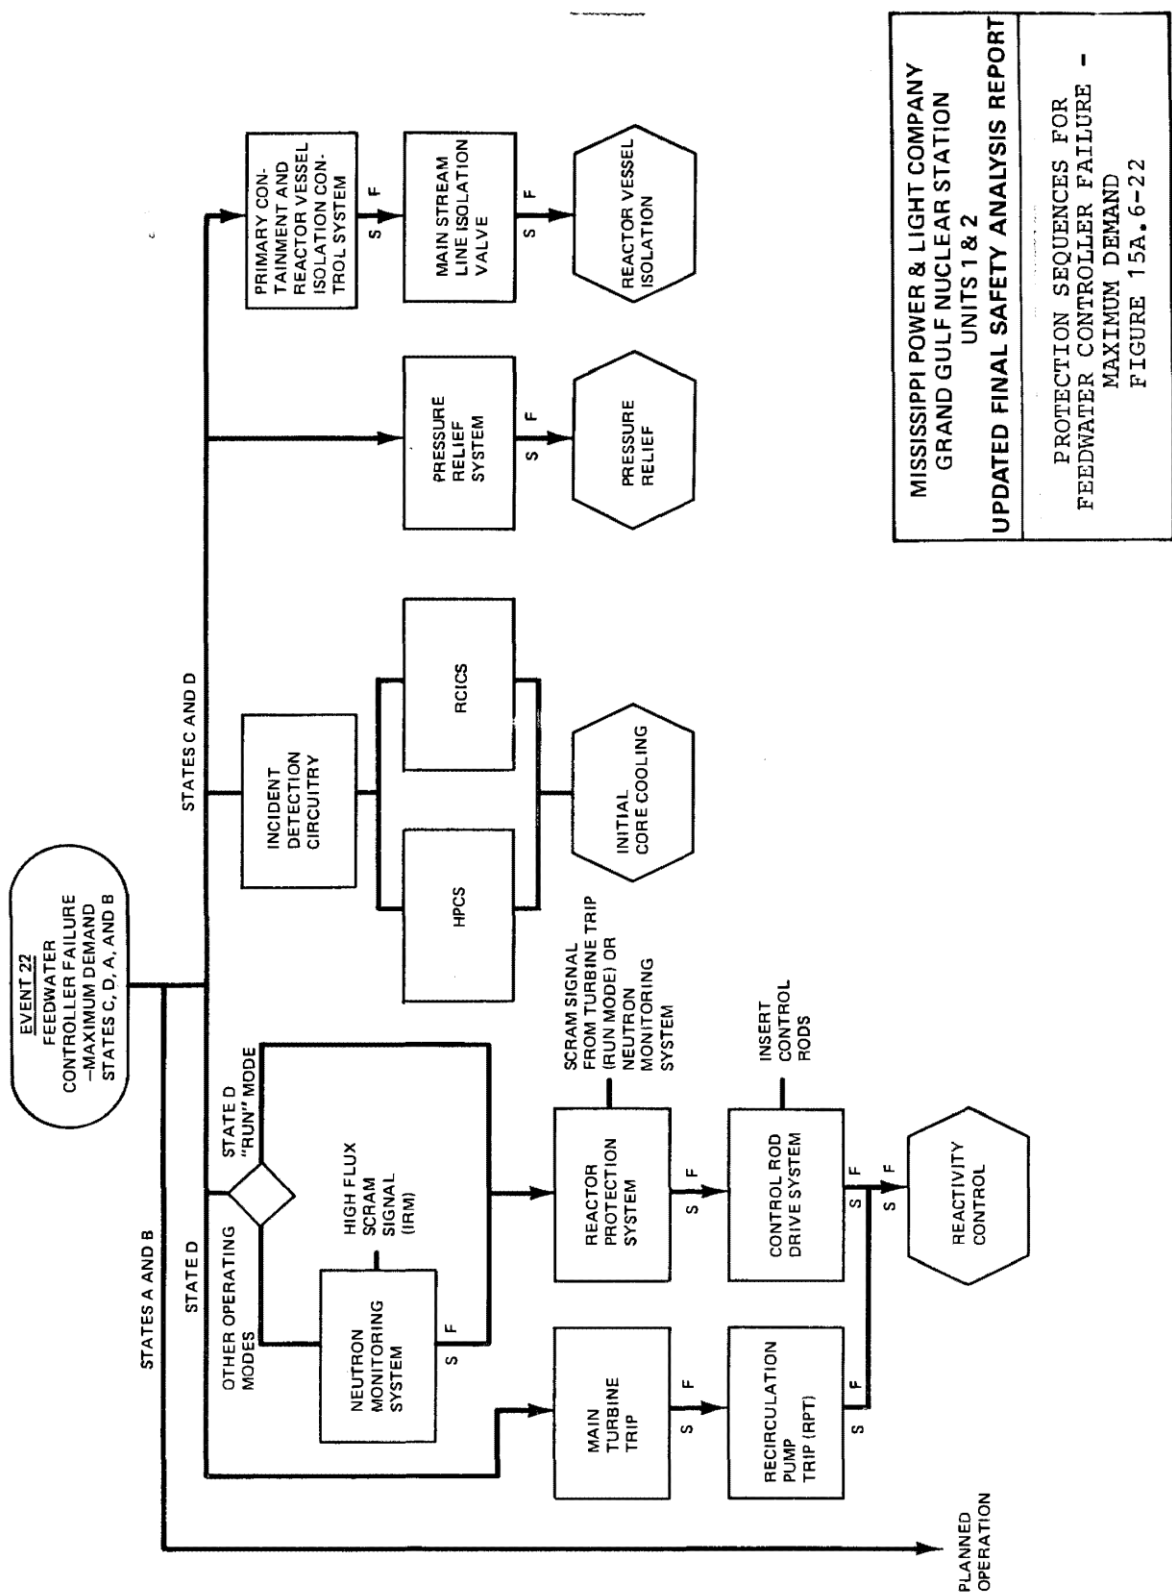 EVENT 22
FEEDWATER
CONTROLLER FAILURE
–MAXIMUM DEMAND
STATES C, D, A, AND B
STATES A AND B
STATE D
STATES C AND D
OTHER OPERATING
MODES
STATE D
"RUN" MODE
HIGH FLUX
SCRAM
SIGNAL
(IRM)
NEUTRON
MONITORING
SYSTEM
S F
INCIDENT
DETECTION
CIRCUITRY
PRIMARY CON-
TAINMENT AND
REACTOR VESSEL
ISOLATION CON-
TROL SYSTEM
S F
HPCS
RCICS
PRESSURE
RELIEF
SYSTEM
S F
MAIN STREAM
LINE ISOLATION
VALVE
S F
MAIN
TURBINE
TRIP
S F
REACTOR
PROTECTION
SYSTEM
S F
SCRAM SIGNAL
FROM TURBINE TRIP
(RUN MODE) OR
NEUTRON
MONITORING
SYSTEM
INITIAL
CORE COOLING
PRESSURE
RELIEF
REACTOR VESSEL
ISOLATION
RECIRCULATION
PUMP
TRIP (RPT)
S F
CONTROL ROD
DRIVE SYSTEM
S F
S F
INSERT
CONTROL
RODS
REACTIVITY
CONTROL
PLANNED
OPERATION
MISSISSIPPI POWER & LIGHT COMPANY
GRAND GULF NUCLEAR STATION
UNITS 1 & 2
UPDATED FINAL SAFETY ANALYSIS REPORT
PROTECTION SEQUENCES FOR
FEEDWATER CONTROLLER FAILURE -
MAXIMUM DEMAND
FIGURE 15A.6-22